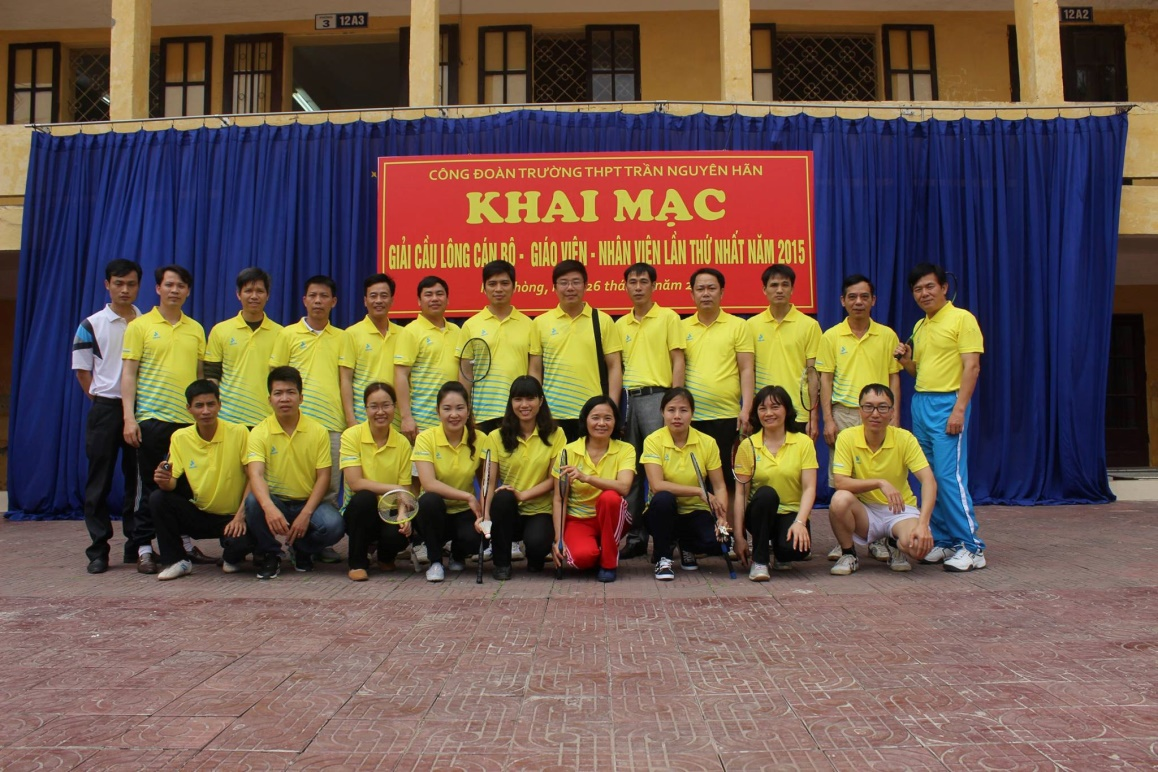 3 12A3
12A2
CÔNG ĐOÀN TRƯỜNG THPT TRẦN NGUYÊN HÃN
KHAI MẠC
GIẢI CẦU LÔNG CÁN BỘ - GIÁO VIÊN - NHÂN VIÊN LẦN THỨ NHẤT NĂM 2015
26